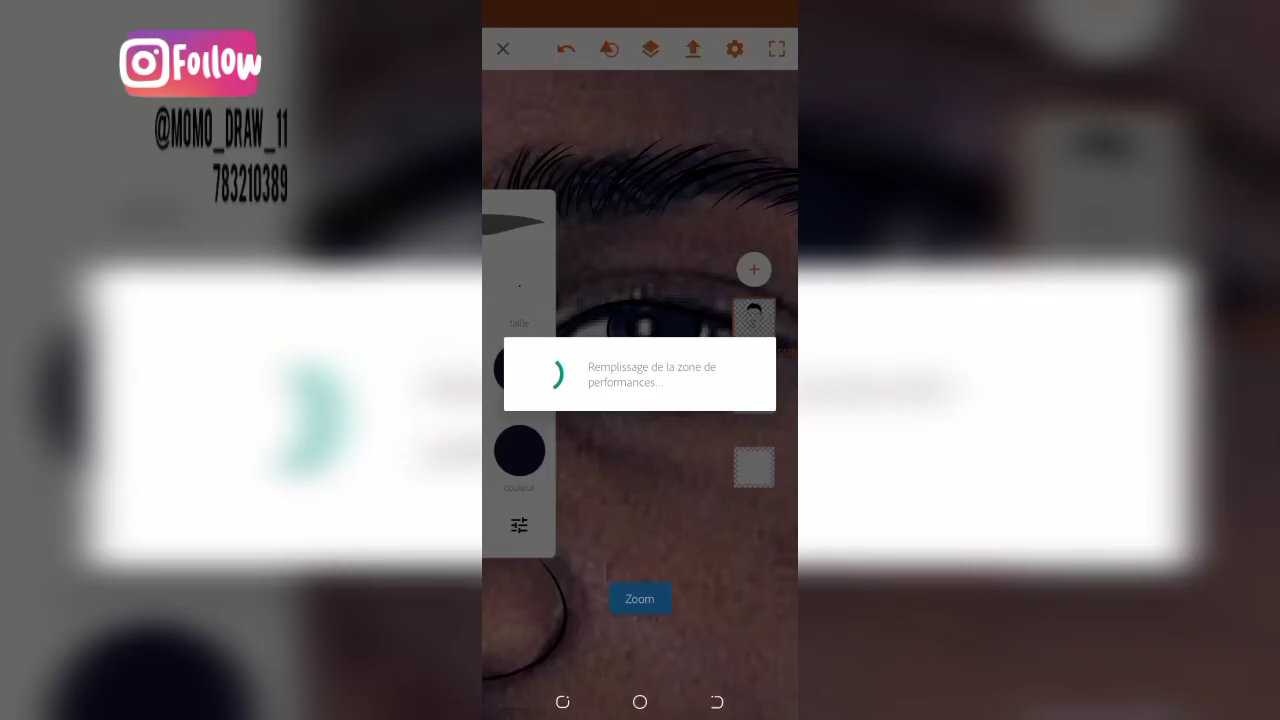 Follow
@MOMO_DRAW_11
783210389
taille
Remplissage de la zone de
performances...
couleur
Zoom